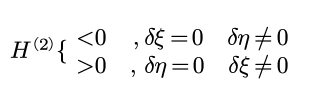 H⁽²⁾{ <0 , δξ = 0 δη ≠ 0
>0 , δη = 0 δξ ≠ 0